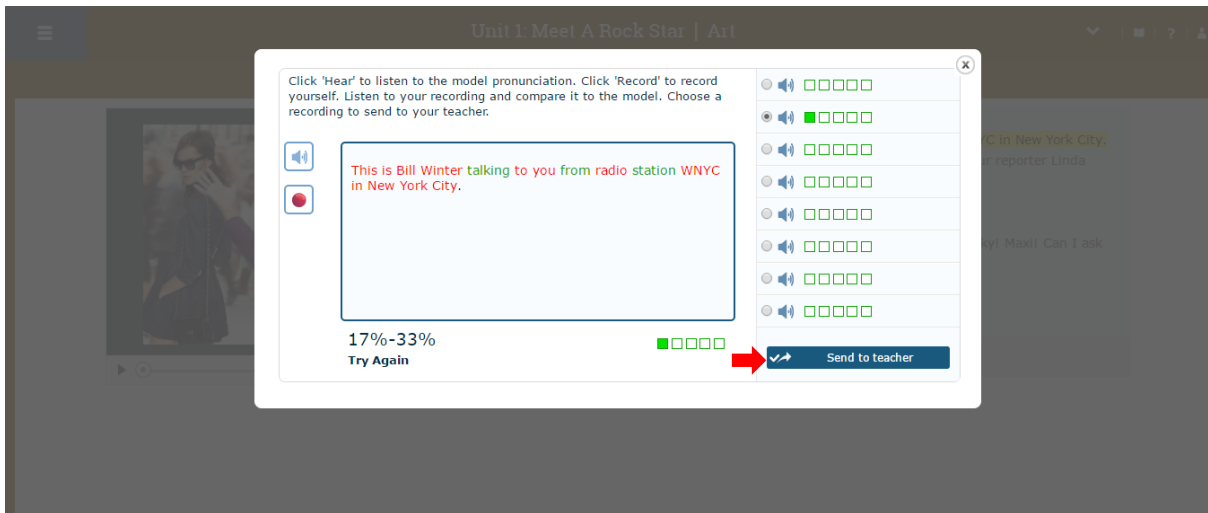 Unit 1: Meet A Rock Star | Art
?
x
Click 'Hear' to listen to the model pronunciation. Click 'Record' to record
yourself. Listen to your recording and compare it to the model. Choose a
recording to send to your teacher.
This is Bill Winter talking to you from radio station WNYC
in New York City.
17%-33%
Try Again
Send to teacher
YC in New York City.
ur reporter Linda
ky! Maxi! Can I ask